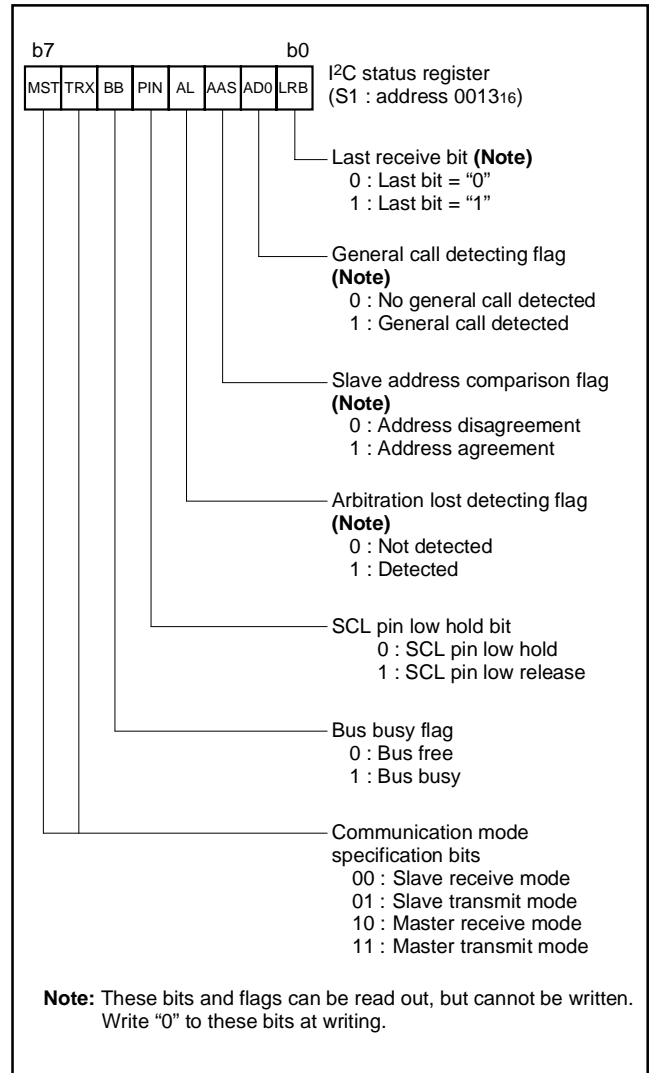 b7 b0
MST TRX BB PIN AL AAS AD0 LRB
I²C status register
(S1 : address 001316)
Last receive bit (Note)
0 : Last bit = “0”
1 : Last bit = “1”
General call detecting flag
(Note)
0 : No general call detected
1 : General call detected
Slave address comparison flag
(Note)
0 : Address disagreement
1 : Address agreement
Arbitration lost detecting flag
(Note)
0 : Not detected
1 : Detected
SCL pin low hold bit
0 : SCL pin low hold
1 : SCL pin low release
Bus busy flag
0 : Bus free
1 : Bus busy
Communication mode
specification bits
00 : Slave receive mode
01 : Slave transmit mode
10 : Master receive mode
11 : Master transmit mode
Note: These bits and flags can be read out, but cannot be written.
Write “0” to these bits at writing.